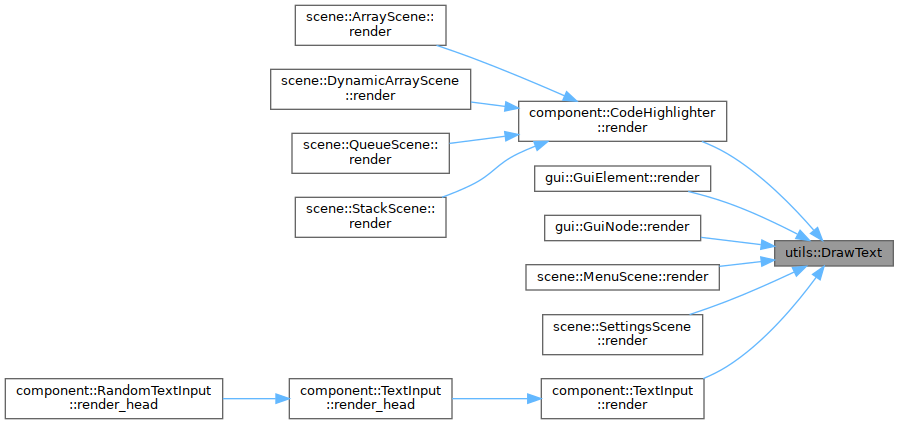 scene::ArrayScene::
render
scene::DynamicArrayScene
::render
component::CodeHighlighter
::render
scene::QueueScene::
render
gui::GuiElement::render
scene::StackScene::
render
gui::GuiNode::render
utils::DrawText
scene::MenuScene::render
scene::SettingsScene
::render
component::RandomTextInput
::render_head
component::TextInput
::render_head
component::TextInput
::render